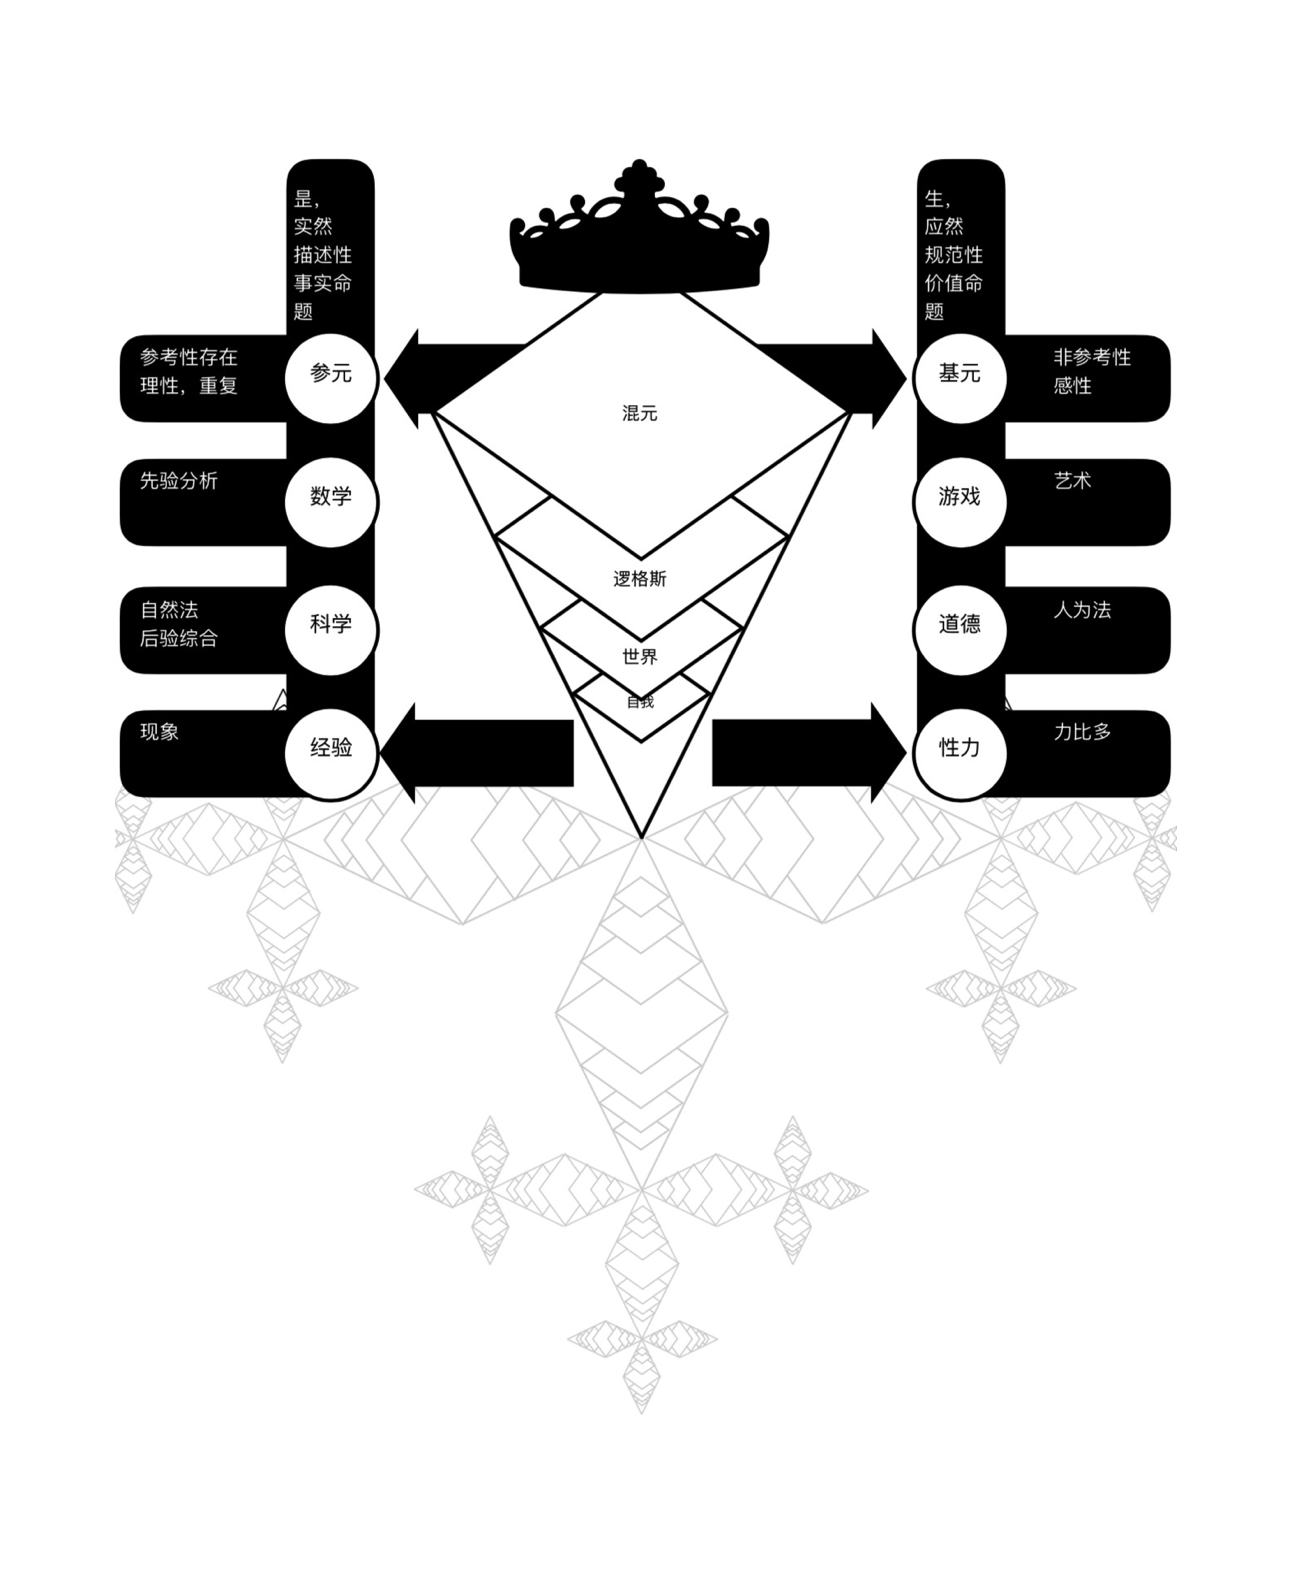 昰，
实然
描述性
事实命
题
生，
应然
规范性
价值命
题
参考性存在
理性，重复
参元
混元
基元
非参考性
感性
先验分析
数学
游戏
艺术
逻格斯
自然法
后验综合
科学
世界
道德
人为法
自我
现象
经验
性力
力比多